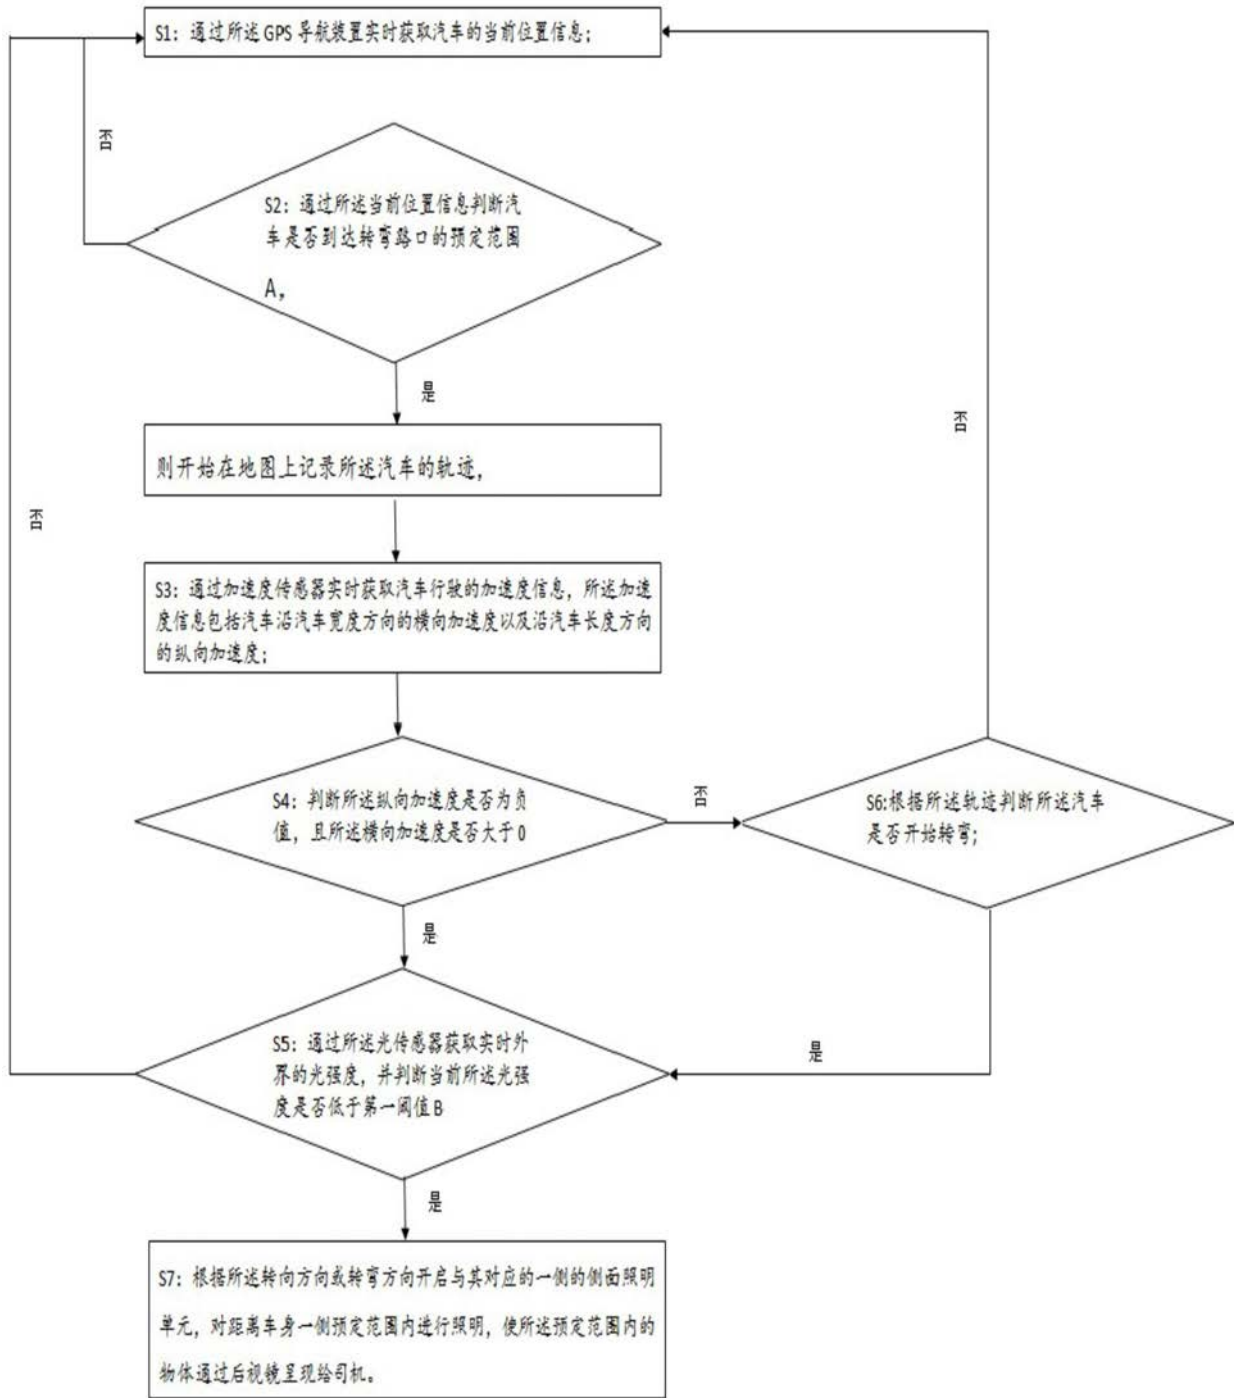 S1：通过所述GPS导航装置实时获取汽车的当前位置信息；
否
S2：通过所述当前位置信息判断汽
车是否到达转弯路口的预定范围
A，
是
则开始在地图上记录所述汽车的轨迹，
否
否
S3：通过加速度传感器实时获取汽车行驶的加速度信息，所述加速
度信息包括汽车沿汽车宽度方向的横向加速度以及沿汽车长度方向
的纵向加速度；
S4：判断所述纵向加速度是否为负
值，且所述横向加速度是否大于0
否
S6:根据所述轨迹判断所述汽车
是否开始转弯；
是
S5：通过所述光传感器获取实时外
界的光强度，并判断当前所述光强
度是否低于第一阈值B
是
是
S7：根据所述转向方向或转弯方向开启与其对应的一侧的侧面照明
单元，对距离车身一侧预定范围内进行照明，使所述预定范围内的
物体通过后视镜呈现给司机。